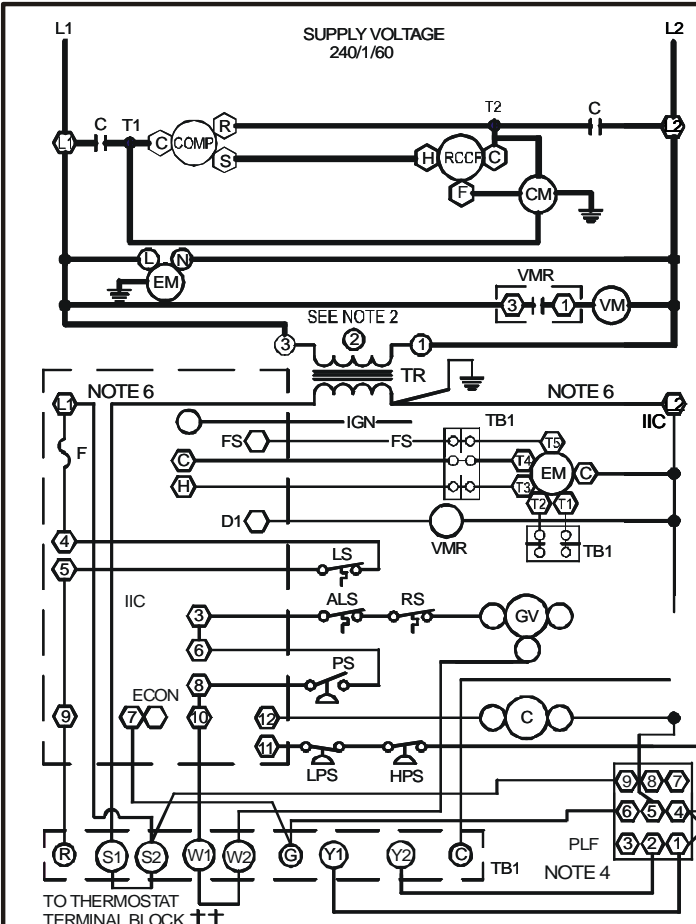 L1 SUPPLY VOLTAGE L2
240/1/60
C T1 T2 C
R
L1 C COMP L2
S H RCCF C
F CM
L N
EM VMR
3 1 VM
SEE NOTE 2
3 2 1
TR
NOTE 6 NOTE 6
L1 L2
IGN TB1 IIC
FS FS T5
F C T4 EM C
H T3
T2 T1
D1
VMR TB1
4 LS
5
IIC ALS RS
3 GV
6
PS
8
ECON
9 7 10 12 C
11
LPS HPS
9 8 7
6 5 4
PLF 3 2 1
R S1 S2 W1 W2 G Y1 Y2 C TB1
NOTE 4
TO THERMOSTAT
TERMINAL BLOCK ††